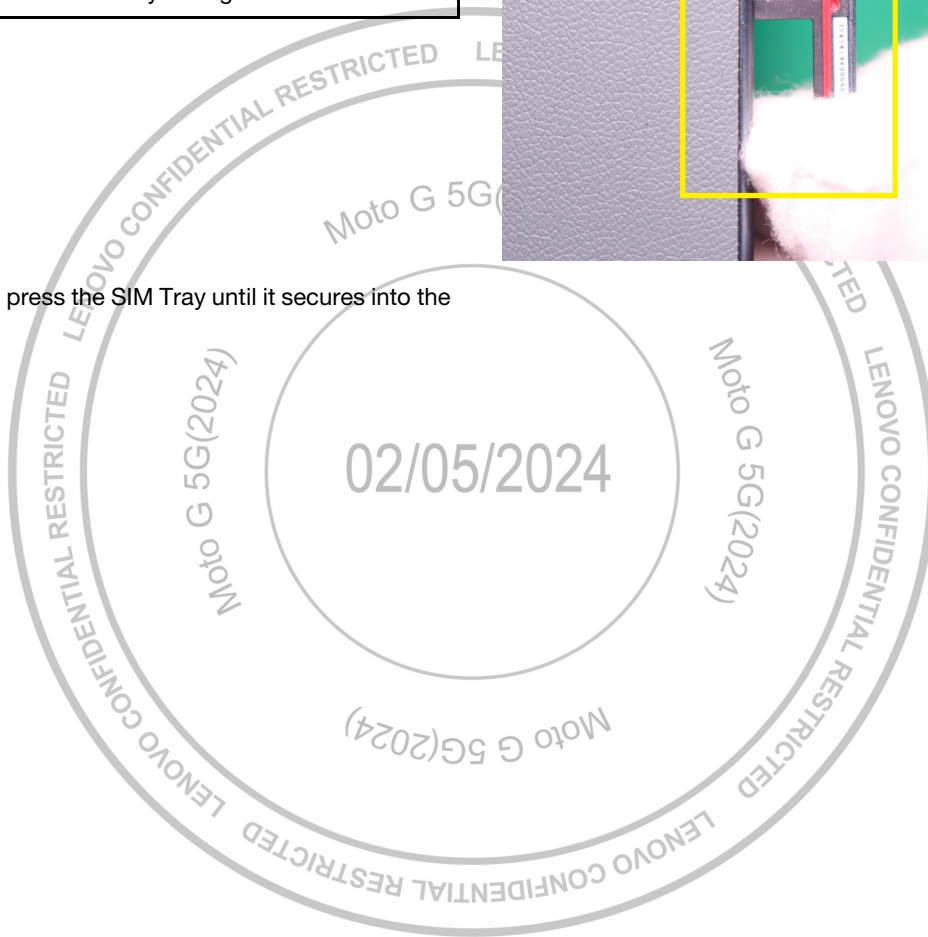 LENOVO CONFIDENTIAL RESTRICTED
Moto G 5G(
press the SIM Tray until it secures into the
Moto G 5G(2024)
02/05/2024
Moto G 5G(2024)
Moto G 5G(2024)
LENOVO CONFIDENTIAL RESTRICTED
LENOVO CONFIDENTIAL RESTRICTED
LENOVO CONFIDENTIAL RESTRICTED